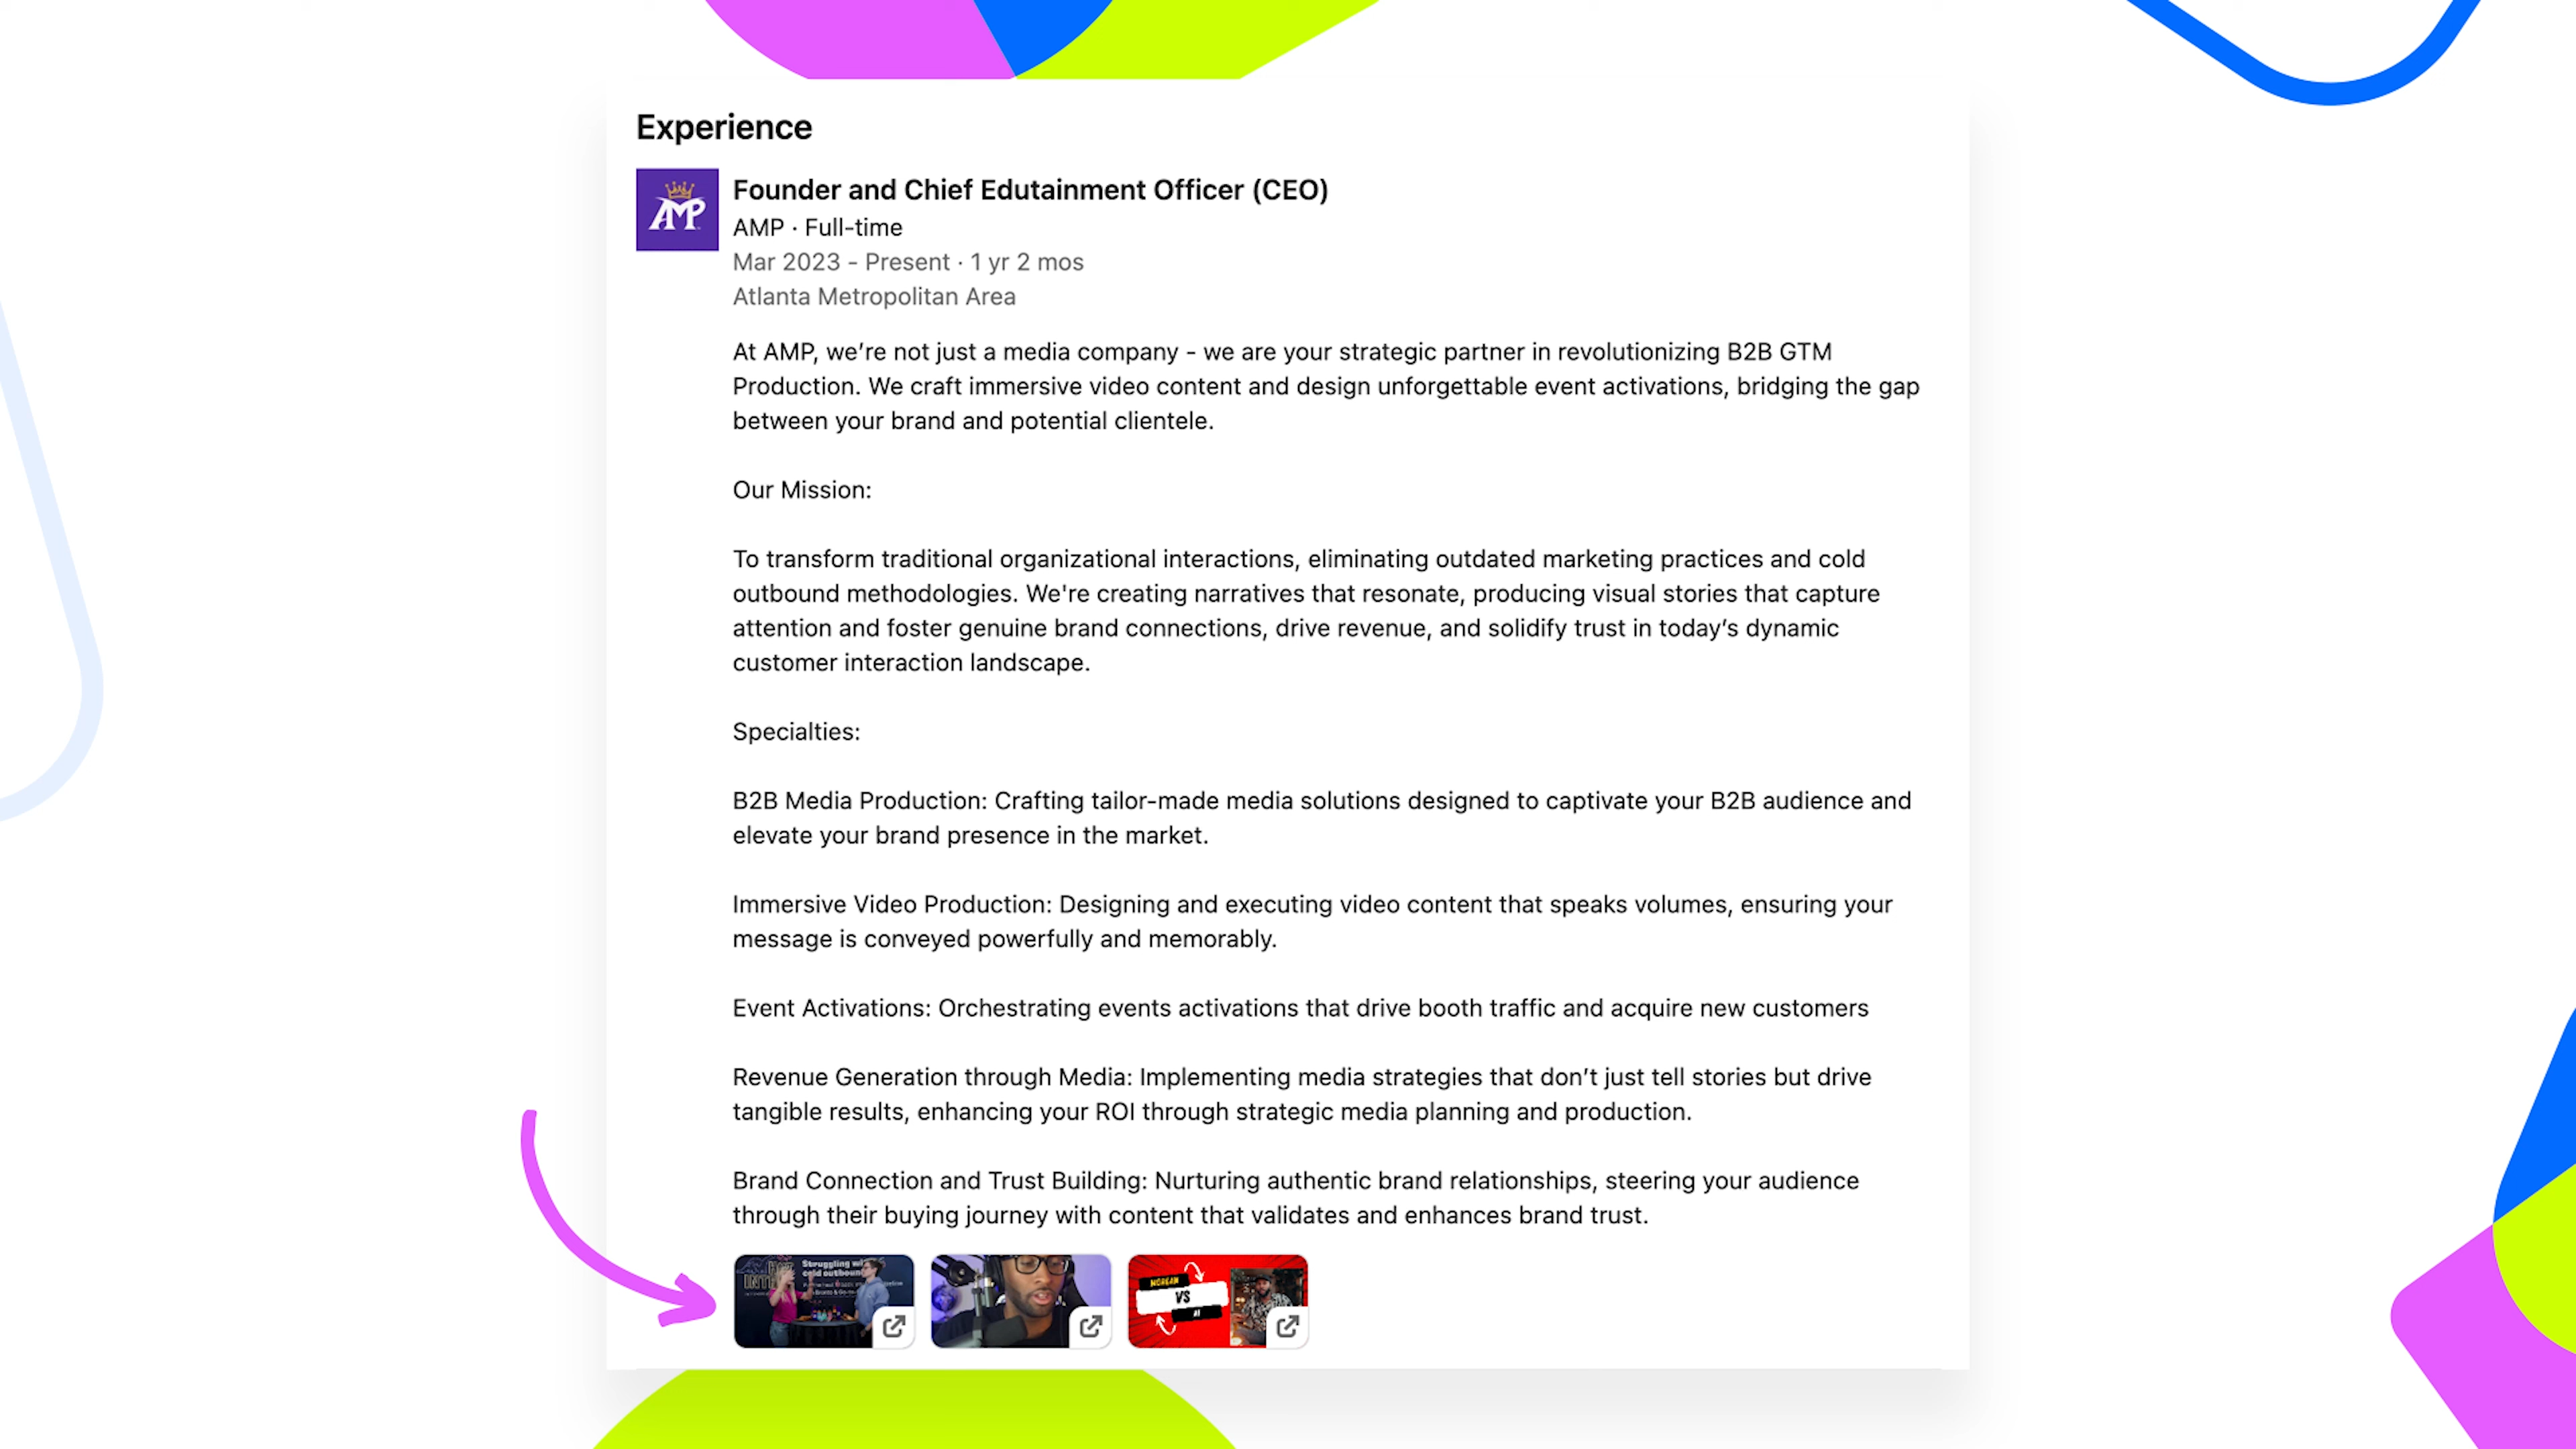 Experience
AMP
Founder and Chief Edutainment Officer (CEO)
AMP · Full-time
Mar 2023 - Present · 1 yr 2 mos
Atlanta Metropolitan Area
At AMP, we’re not just a media company - we are your strategic partner in revolutionizing B2B GTM
Production. We craft immersive video content and design unforgettable event activations, bridging the gap
between your brand and potential clientele.
Our Mission:
To transform traditional organizational interactions, eliminating outdated marketing practices and cold
outbound methodologies. We're creating narratives that resonate, producing visual stories that capture
attention and foster genuine brand connections, drive revenue, and solidify trust in today’s dynamic
customer interaction landscape.
Specialties:
B2B Media Production: Crafting tailor-made media solutions designed to captivate your B2B audience and
elevate your brand presence in the market.
Immersive Video Production: Designing and executing video content that speaks volumes, ensuring your
message is conveyed powerfully and memorably.
Event Activations: Orchestrating events activations that drive booth traffic and acquire new customers
Revenue Generation through Media: Implementing media strategies that don’t just tell stories but drive
tangible results, enhancing your ROI through strategic media planning and production.
Brand Connection and Trust Building: Nurturing authentic brand relationships, steering your audience
through their buying journey with content that validates and enhances brand trust.
Struggling
cold outbound
MORGAN
VS
AI